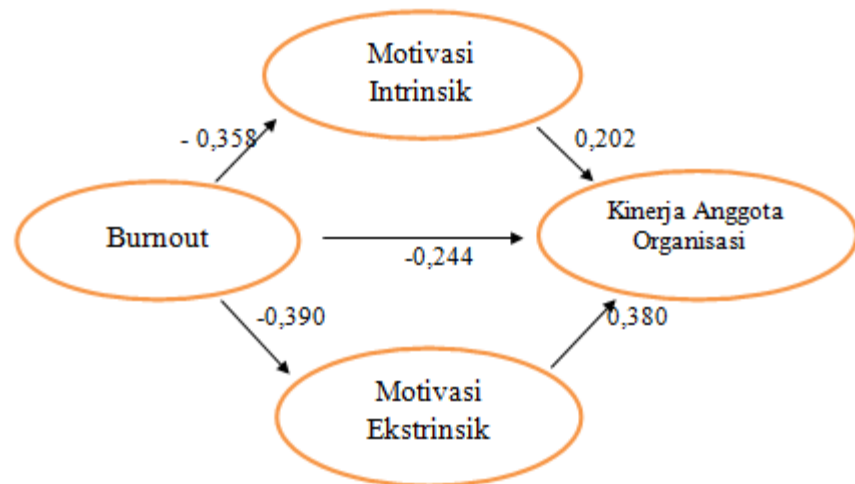 Motivasi
Intrinsik
- 0,358
0,202
Burnout
-0,244
Kinerja Anggota
Organisasi
-0,390
0,380
Motivasi
Ekstrinsik